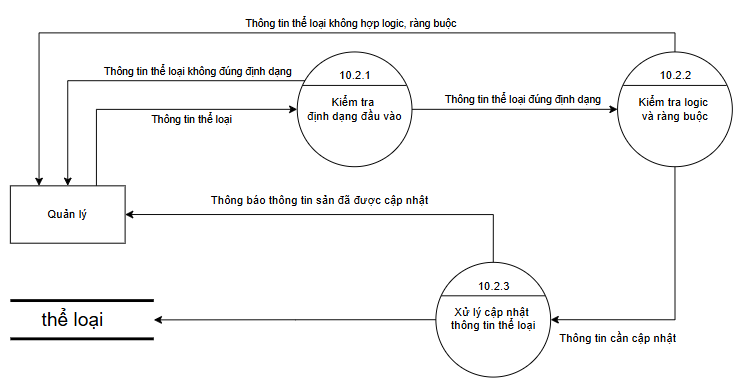 Thông tin thể loại không hợp logic, ràng buộc
Thông tin thể loại không đúng định dạng
10.2.1
10.2.2
Kiểm tra
định dạng đầu vào
Thông tin thể loại đúng định dạng
Kiểm tra logic
và ràng buộc
Thông tin thể loại
Thông báo thông tin sản đã được cập nhật
Quản lý
10.2.3
Xử lý cập nhật
thông tin thể loại
thể loại
Thông tin cần cập nhật